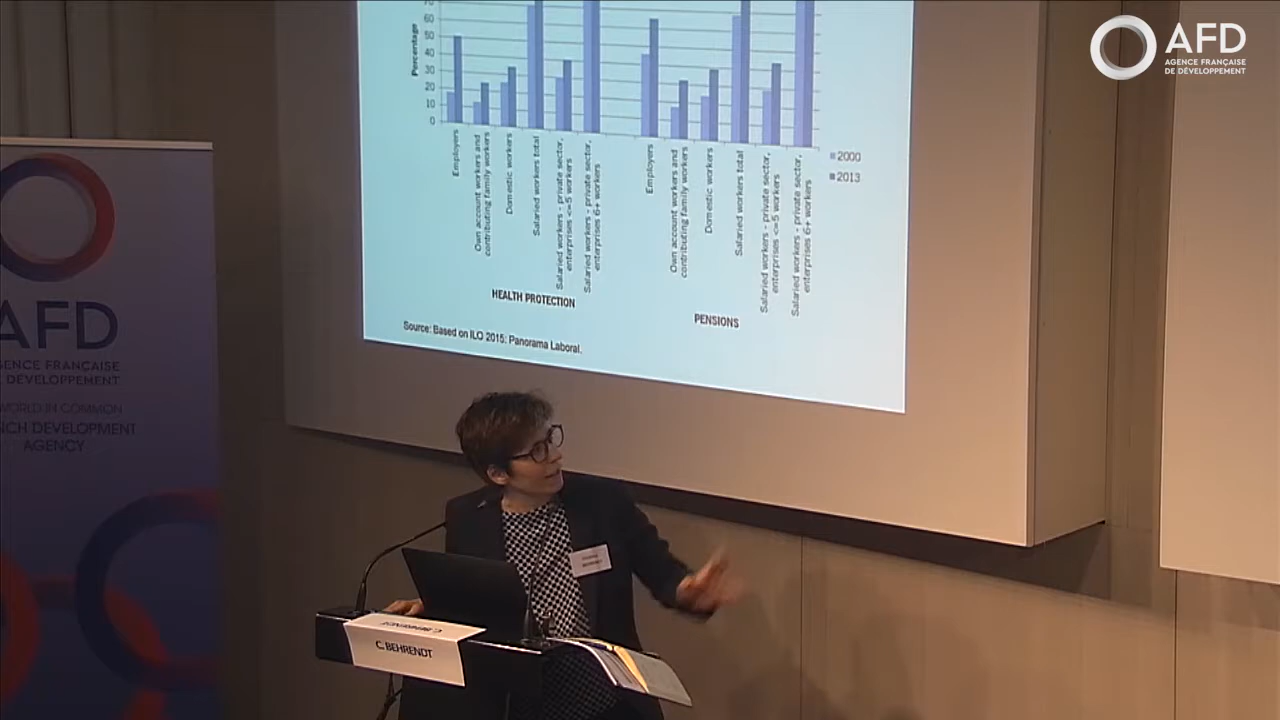 AFD
AGENCE FRANÇAISE
DE DÉVELOPPEMENT
Percentage
70
60
50
40
30
20
10
0
Employers
Own account workers and
contributing family workers
Domestic workers
Salaried workers total
Salaried workers - private sector,
enterprises <=5 workers
Salaried workers - private sector,
enterprises 6+ workers
Employers
Own account workers and
contributing family workers
Domestic workers
Salaried workers total
Salaried workers - private sector,
enterprises <=5 workers
Salaried workers - private sector,
enterprises 6+ workers
2000
2013
HEALTH PROTECTION
PENSIONS
Source: Based on ILO 2015: Panorama Laboral.
AFD
GENCE FRANÇAISE
DÉVELOPPEMENT
WORLD IN COMMON
NCH DEVELOPMENT
AGENCY
C. BEHRENDT
C. BEHRENDT